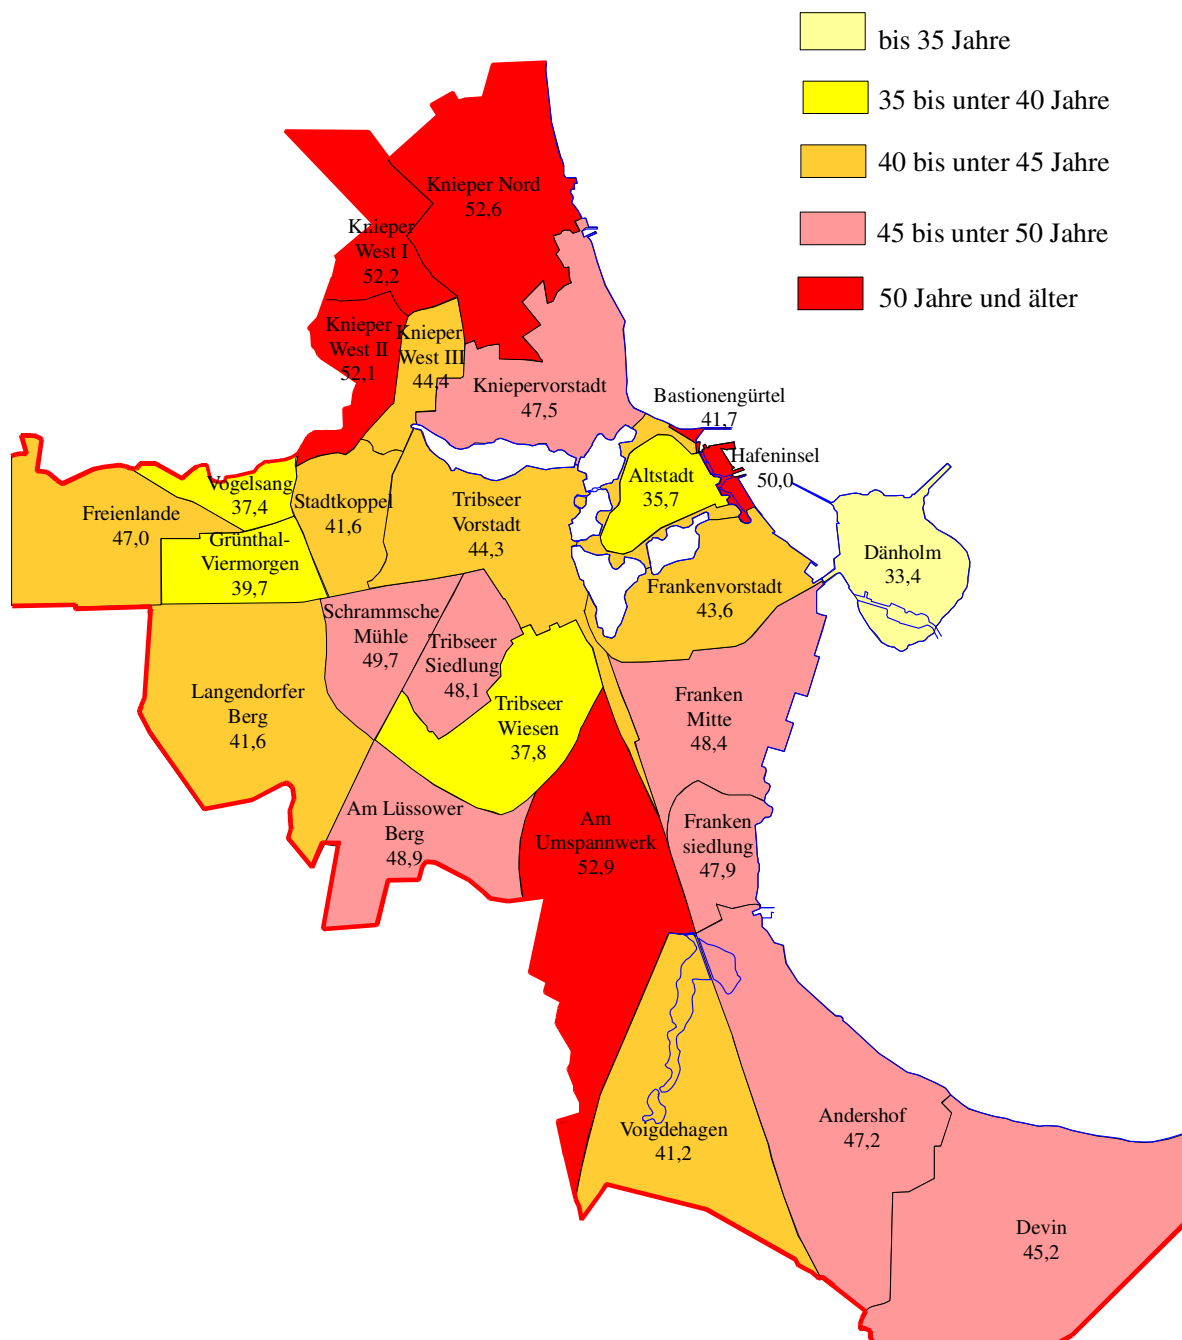 bis 35 Jahre
35 bis unter 40 Jahre
40 bis unter 45 Jahre
45 bis unter 50 Jahre
50 Jahre und älter
Knieper Nord
52,6
Knieper
West I
52,2
Knieper
West II
52,1
Knieper
West III
44,4
Kniepervorstadt
47,5
Bastionengürtel
41,7
Hafeninsel
50,0
Altstadt
35,7
Vogelsang
37,4
Freienlande
47,0
Stadtkoppel
41,6
Tribseer
Vorstadt
44,3
Grünthal-
Viermorgen
39,7
Dänholm
33,4
Frankenvorstadt
43,6
Schrammsche
Mühle
49,7
Tribseer
Siedlung
48,1
Langendorfer
Berg
41,6
Tribseer
Wiesen
37,8
Franken
Mitte
48,4
Am Lüssower
Berg
48,9
Am
Umspannwerk
52,9
Franken
siedlung
47,9
Voigdehagen
41,2
Andershof
47,2
Devin
45,2